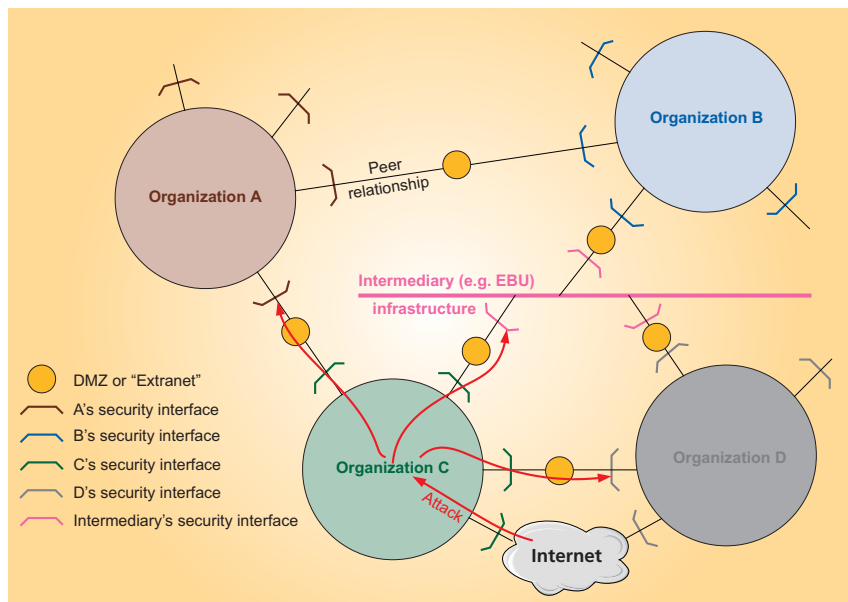 Organization B
Organization A
Peer
relationship
Intermediary (e.g. EBU)
infrastructure
DMZ or “Extranet”
A's security interface
B's security interface
C's security interface
D's security interface
Intermediary's security interface
Organization C
Organization D
Attack
Internet